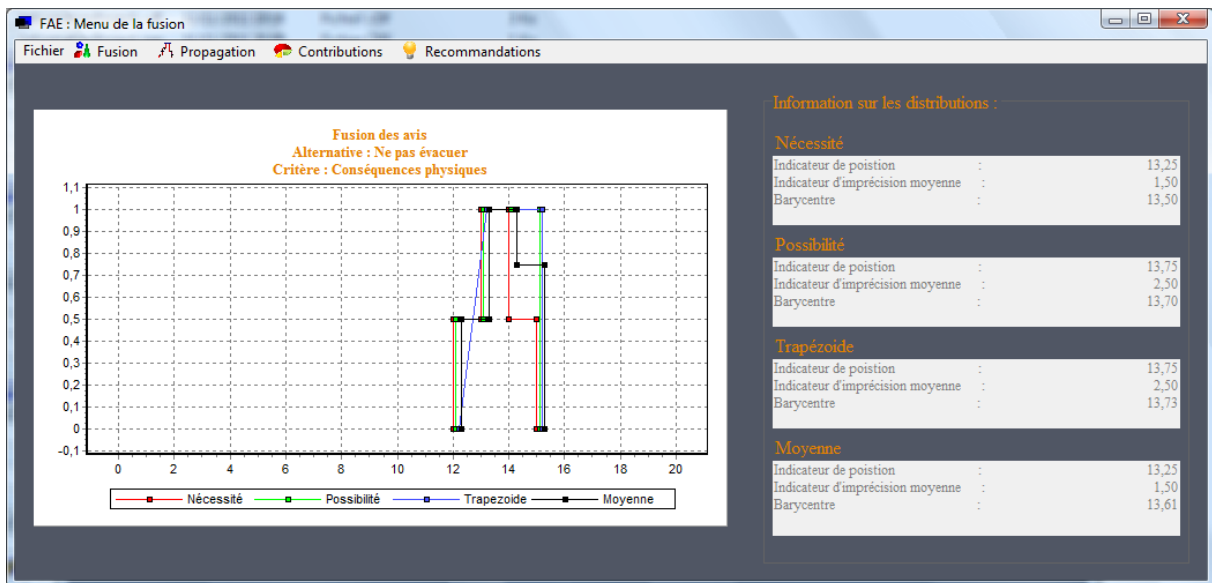 FAE : Menu de la fusion
Fichier Fusion Propagation Contributions Recommandations
Fusion des avis
Alternative : Ne pas évacuer
Critère : Conséquences physiques
1,1
1
0,9
0,8
0,7
0,6
0,5
0,4
0,3
0,2
0,1
0
-0,1
0 2 4 6 8 10 12 14 16 18 20
Nécessité Possibilité Trapezoide Moyenne
Information sur les distributions :
Nécessité
Indicateur de poistion : 13,25
Indicateur d'imprécision moyenne : 1,50
Barycentre : 13,50
Possibilité
Indicateur de poistion : 13,75
Indicateur d'imprécision moyenne : 2,50
Barycentre : 13,70
Trapézoide
Indicateur de poistion : 13,75
Indicateur d'imprécision moyenne : 2,50
Barycentre : 13,73
Moyenne
Indicateur de poistion : 13,25
Indicateur d'imprécision moyenne : 1,50
Barycentre : 13,61